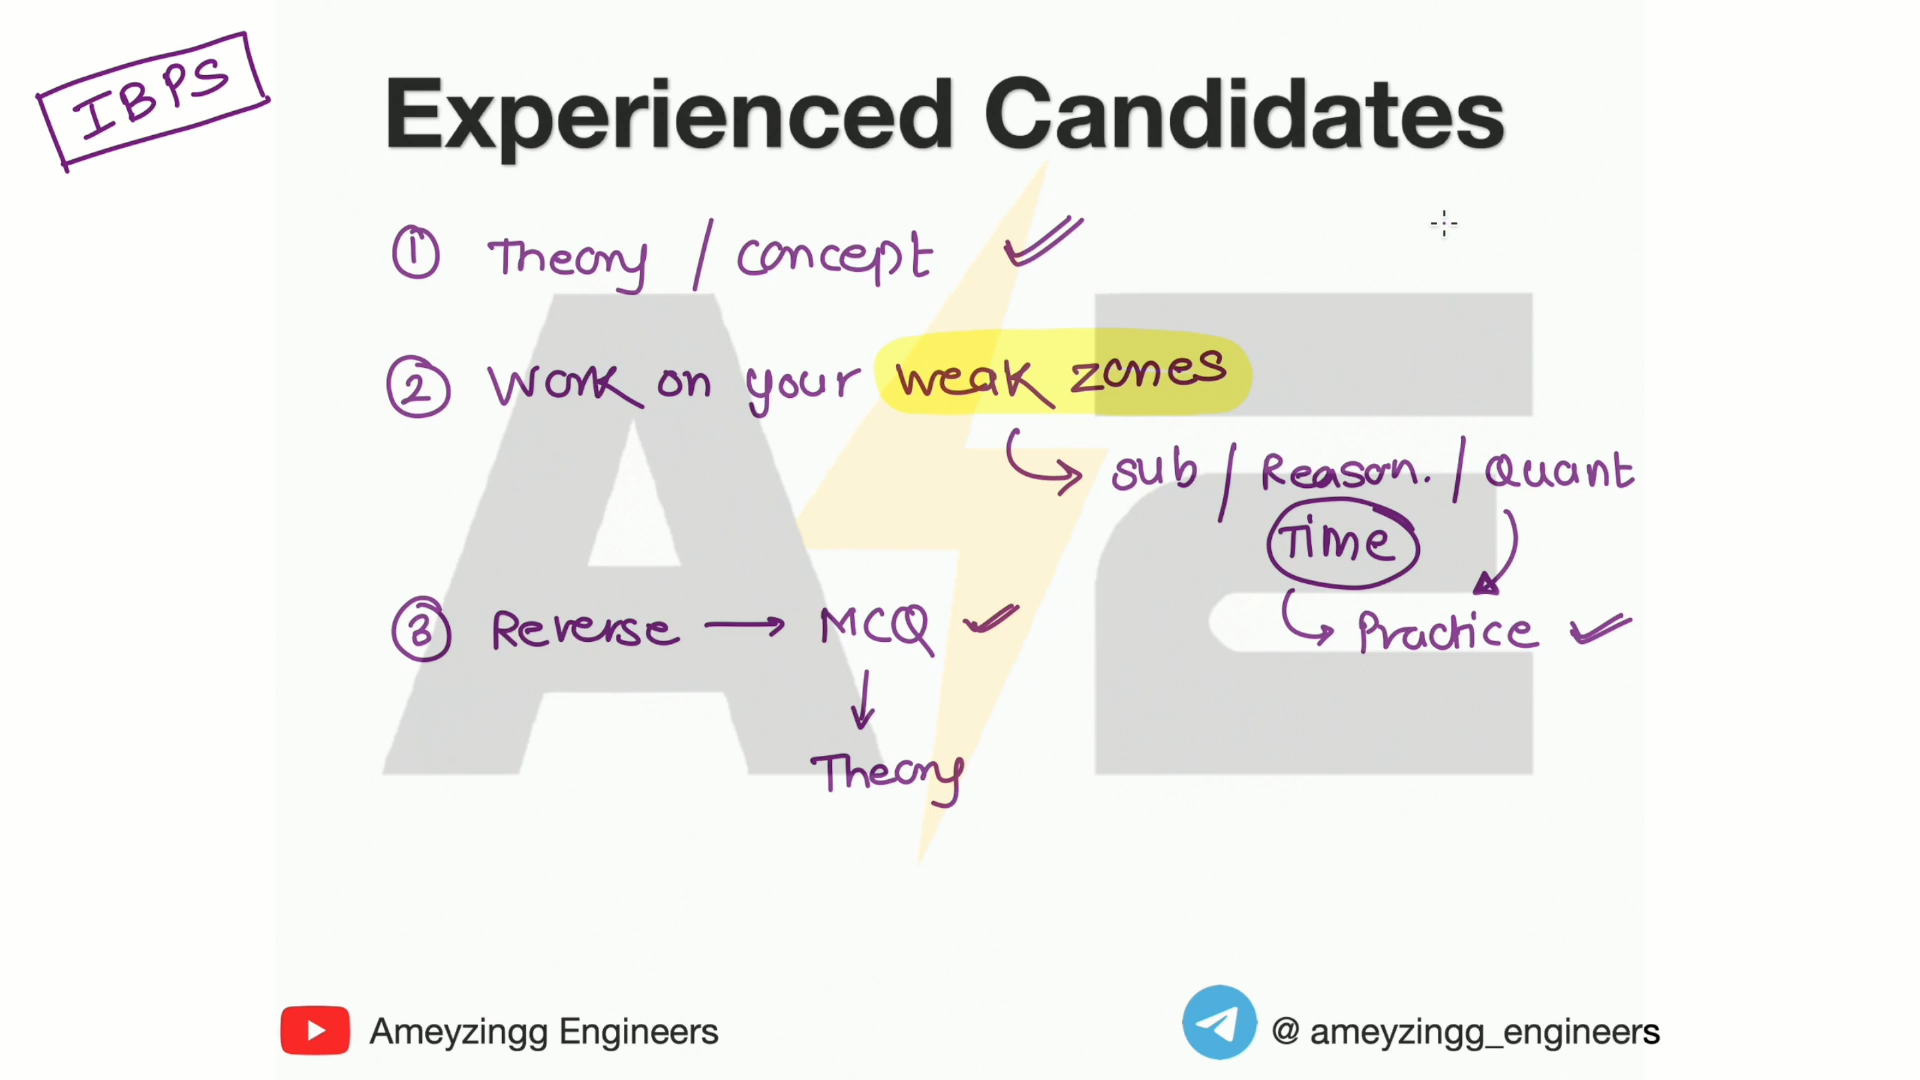 IBPS
Experienced Candidates
① Theory / concept
② Work on your weak zones
sub / Reason. / Quant
Time
③ Reverse → MCQ
Practice
Theory
AE
Ameyzingg Engineers
@ ameyzingg_engineers